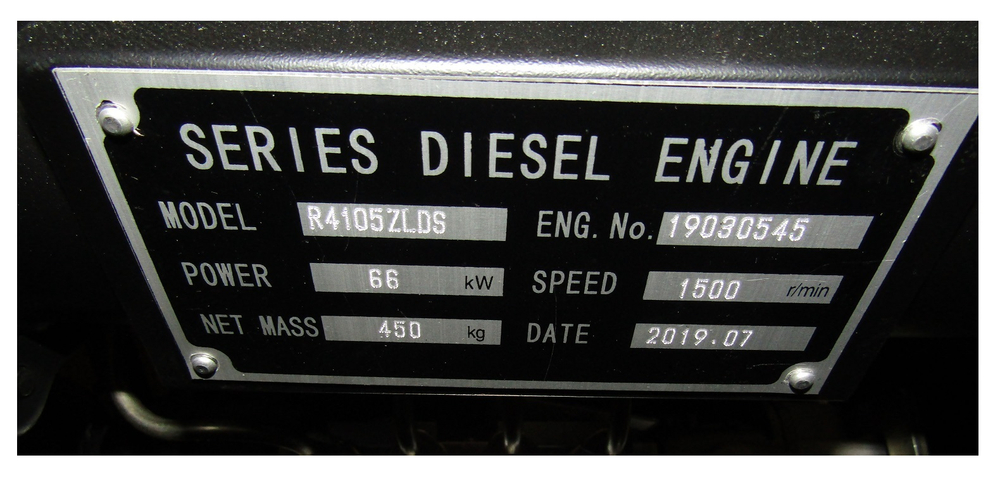 SERIES DIESEL ENGINE
MODEL R4105ZLDS ENG. No. 19030545
POWER 66 kW SPEED 1500 r/min
NET MASS 450 kg DATE 2019.07